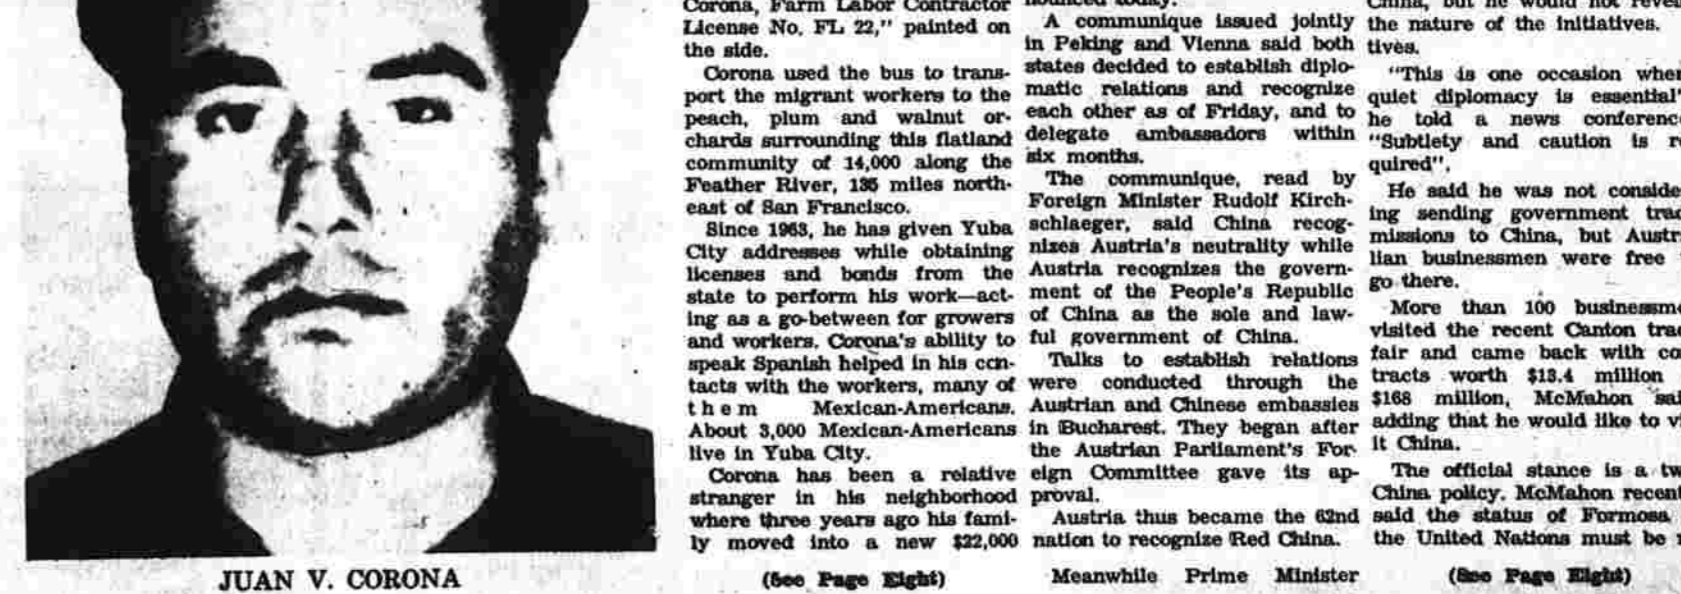 JUAN V. CORONA
Corona, Farm Labor Contractor
License No. FL 22," painted on
the side.
Corona used the bus to trans-
port the migrant workers to the
peach, plum and walnut or-
chards surrounding this flatland
community of 14,000 along the
Feather River, 135 miles north-
east of San Francisco.
Since 1963, he has given Yuba
City addresses while obtaining
licenses and bonds from the
state to perform his work—act-
ing as a go-between for growers
and workers. Corona's ability to
speak Spanish helped in his con-
tacts with the workers, many of
them Mexican-Americans.
About 3,000 Mexican-Americans
live in Yuba City.
Corona has been a relative
stranger in his neighborhood
where three years ago his fami-
ly moved into a new $22,000
(See Page Eight)
nounced today.
A communique issued jointly
in Peking and Vienna said both
states decided to establish diplo-
matic relations and recognize
each other as of Friday, and to
delegate ambassadors within
six months.
The communique, read by
Foreign Minister Rudolf Kirch-
schlaeger, said China recog-
nizes Austria's neutrality while
Austria recognizes the govern-
ment of the People's Republic
of China as the sole and law-
ful government of China.
Talks to establish relations
were conducted through the
Austrian and Chinese embassies
in Bucharest. They began after
the Austrian Parliament's For-
eign Committee gave its ap-
proval.
Austria thus became the 62nd
nation to recognize Red China.
Meanwhile Prime Minister
China, but he would not revea
the nature of the initiatives.
tives.
"This is one occasion wher
quiet diplomacy is essential"
he told a news conferenc
"Subtlety and caution is r
quired".
He said he was not conside
ing sending government trad
missions to China, but Austr
lian businessmen were free
go there.
More than 100 businessm
visited the recent Canton trad
fair and came back with co
tracts worth $13.4 million
$168 million, McMahon sai
adding that he would like to v
it China.
The official stance is a tw
China policy. McMahon recent
said the status of Formosa
the United Nations must be
(See Page Eight)